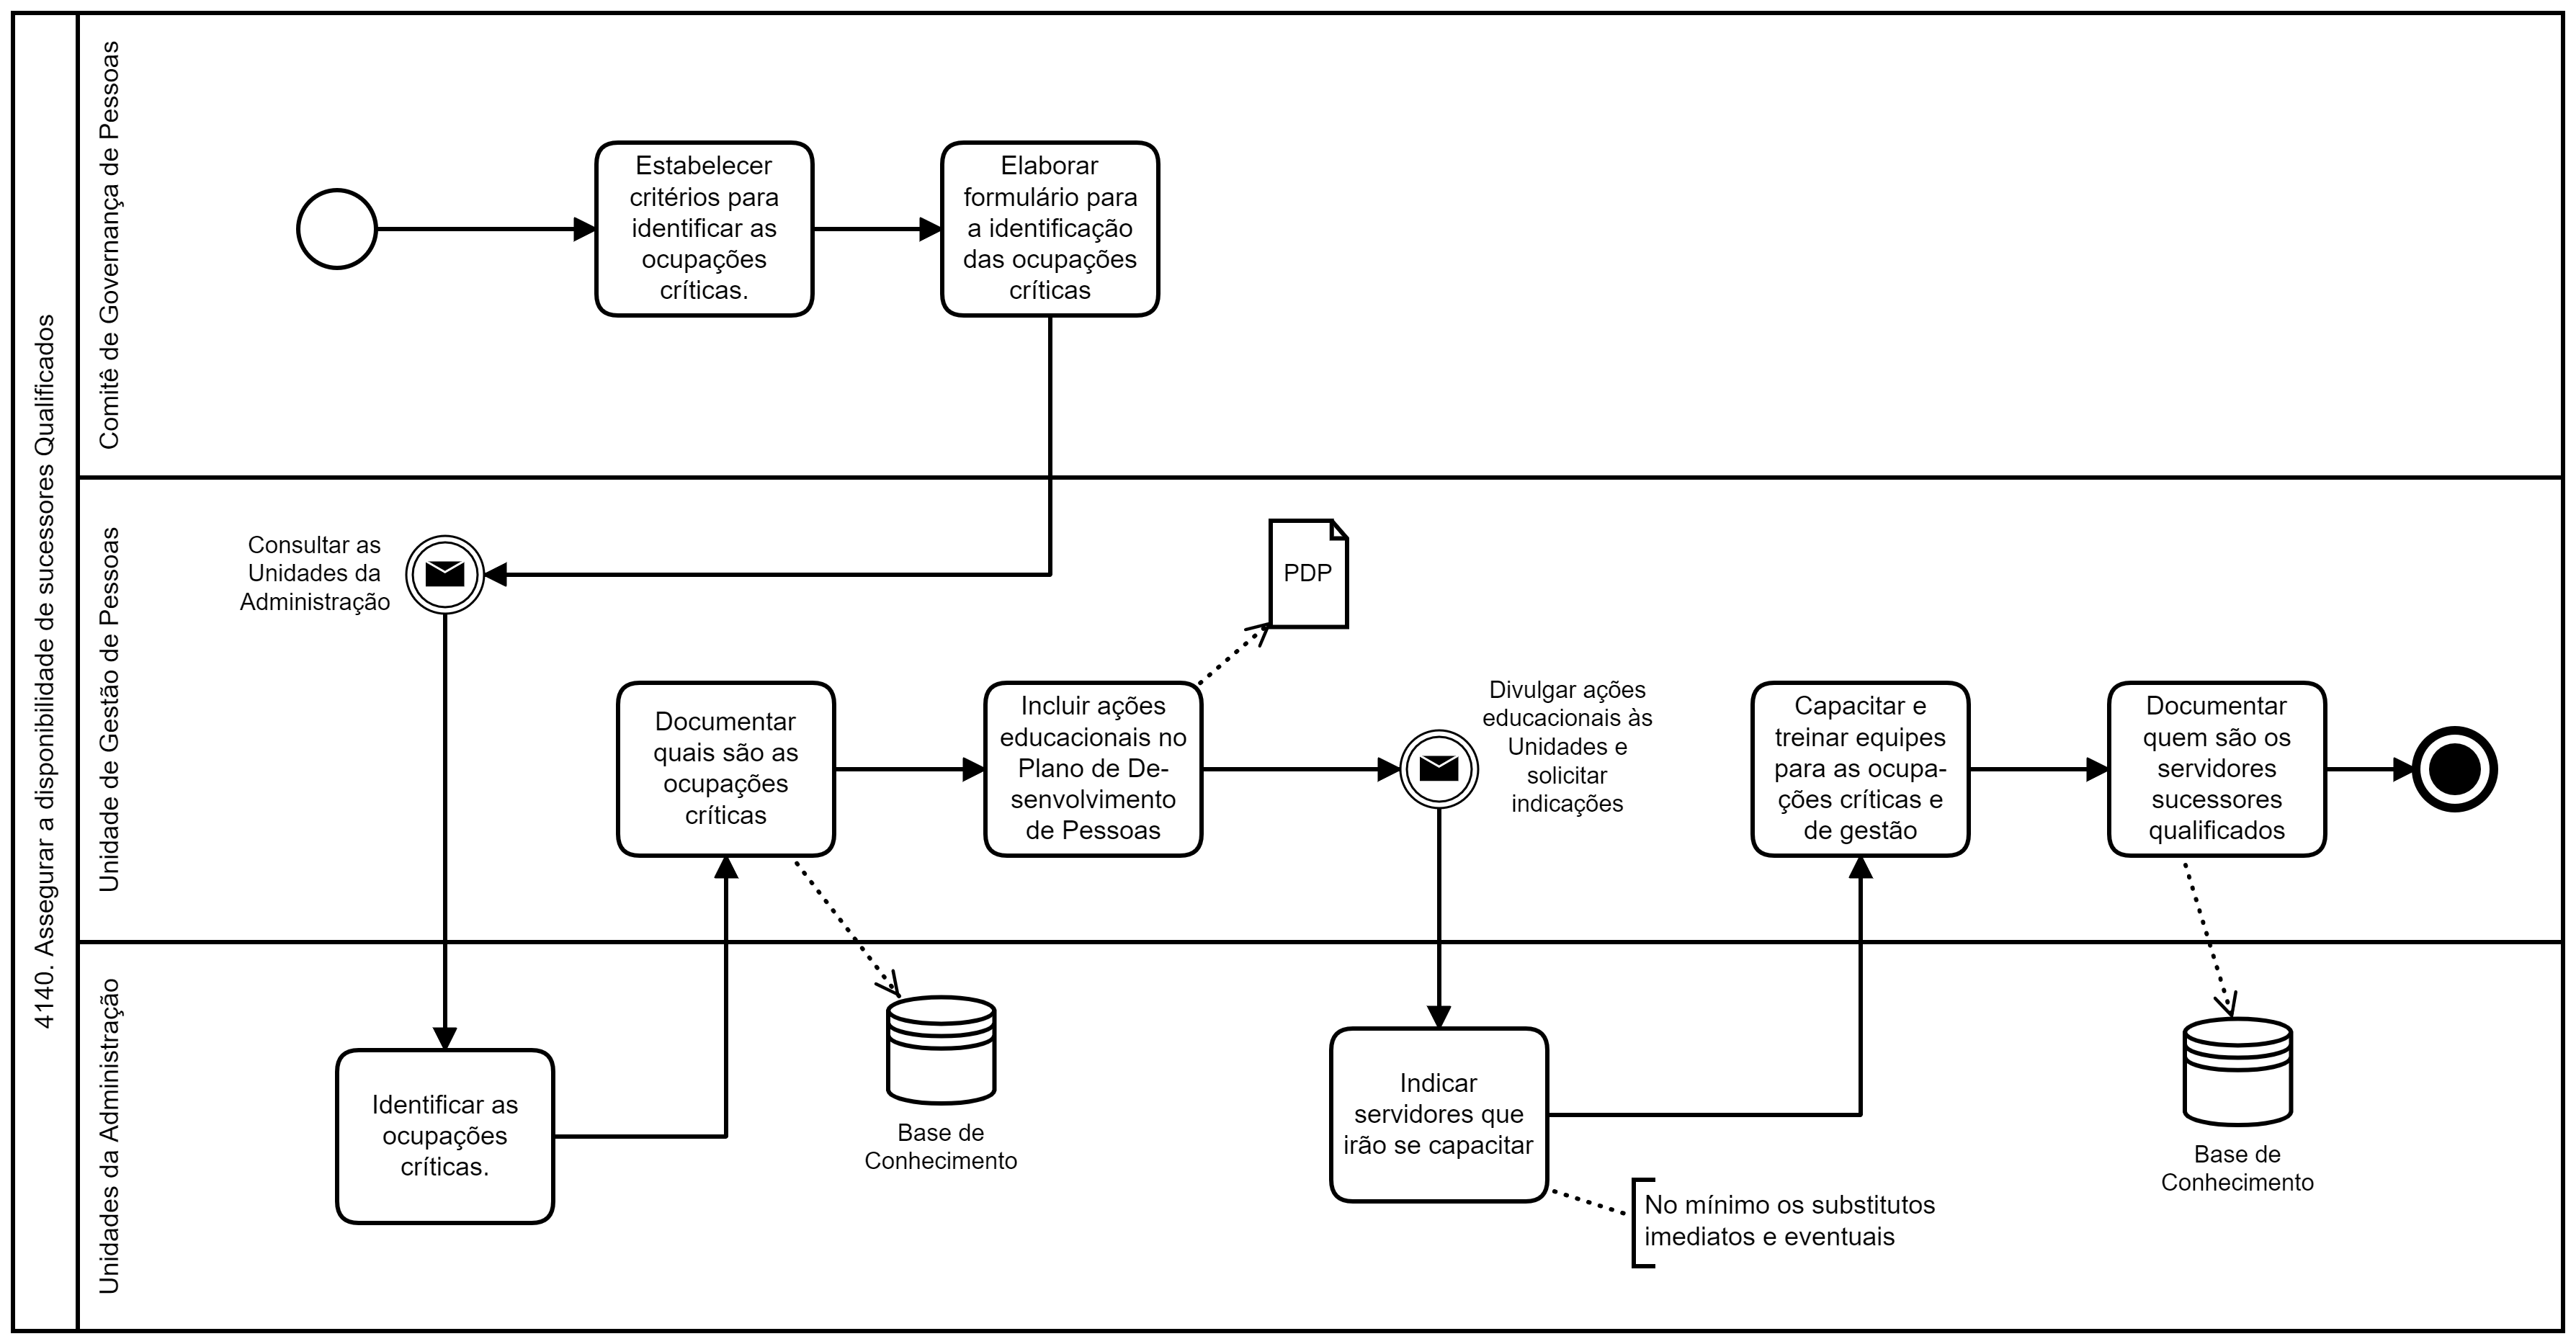 4140. Assegurar a disponibilidade de sucessores Qualificados
Comitê de Governança de Pessoas
Estabelecer
critérios para
identificar as
ocupações
críticas.
Elaborar
formulário para
a identificação
das ocupações
críticas
Unidade de Gestão de Pessoas
Consultar as
Unidades da
Administração
Documentar
quais são as
ocupações
críticas
Incluir ações
educacionais no
Plano de De-
senvolvimento
de Pessoas
PDP
Divulgar ações
educacionais às
Unidades e
solicitar
indicações
Capacitar e
treinar equipes
para as ocupa-
ções críticas e
de gestão
Documentar
quem são os
servidores
sucessores
qualificados
Unidades da Administração
Identificar as
ocupações
críticas.
Base de
Conhecimento
Indicar
servidores que
irão se capacitar
No mínimo os substitutos
imediatos e eventuais
Base de
Conhecimento